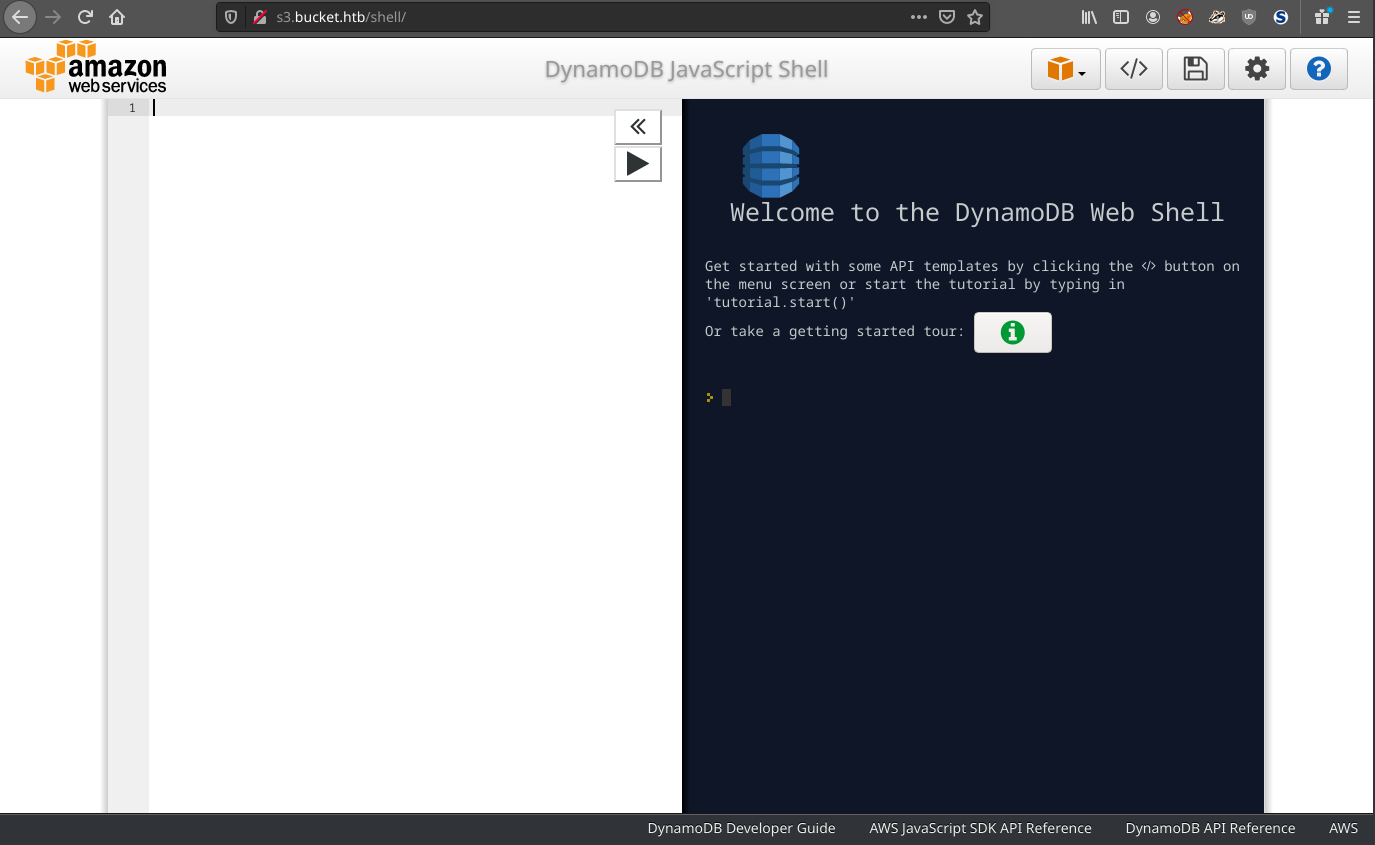 s3.bucket.htb/shell/
amazon
web services
DynamoDB JavaScript Shell
</>
?
1
Welcome to the DynamoDB Web Shell
Get started with some API templates by clicking the </> button on
the menu screen or start the tutorial by typing in
'tutorial.start()'
Or take a getting started tour:
>
DynamoDB Developer Guide
AWS JavaScript SDK API Reference
DynamoDB API Reference
AWS